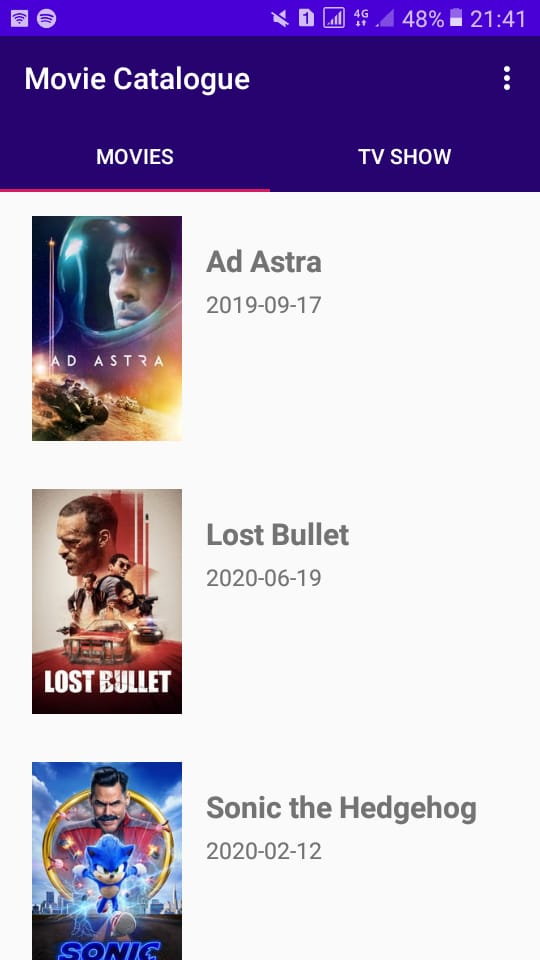 1 4G 48% 21:41
Movie Catalogue
MOVIES TV SHOW
Ad Astra
2019-09-17
AD ASTRA
Lost Bullet
2020-06-19
LOST BULLET
Sonic the Hedgehog
2020-02-12
SONIC